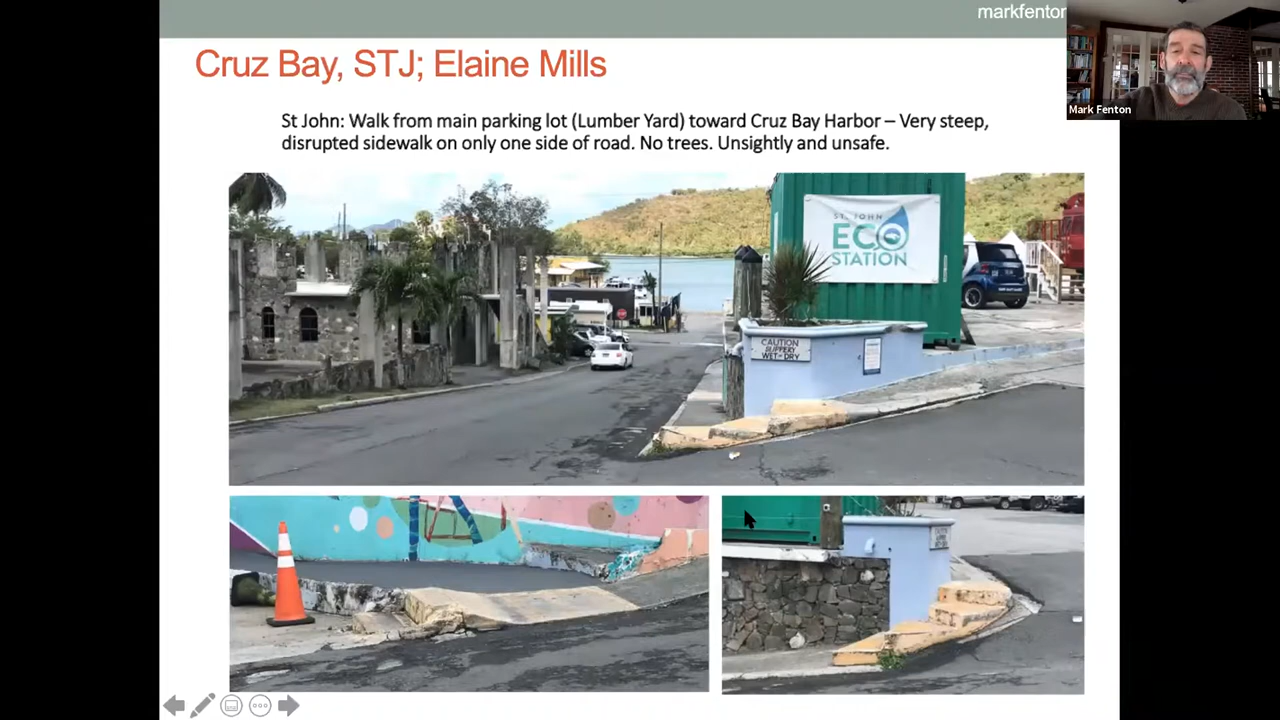 markfenton
Mark Fenton
Cruz Bay, STJ; Elaine Mills
St John: Walk from main parking lot (Lumber Yard) toward Cruz Bay Harbor – Very steep,
disrupted sidewalk on only one side of road. No trees. Unsightly and unsafe.
ST. JOHN
ECO
STATION
CAUTION
SLIPPERY
WET-DRY